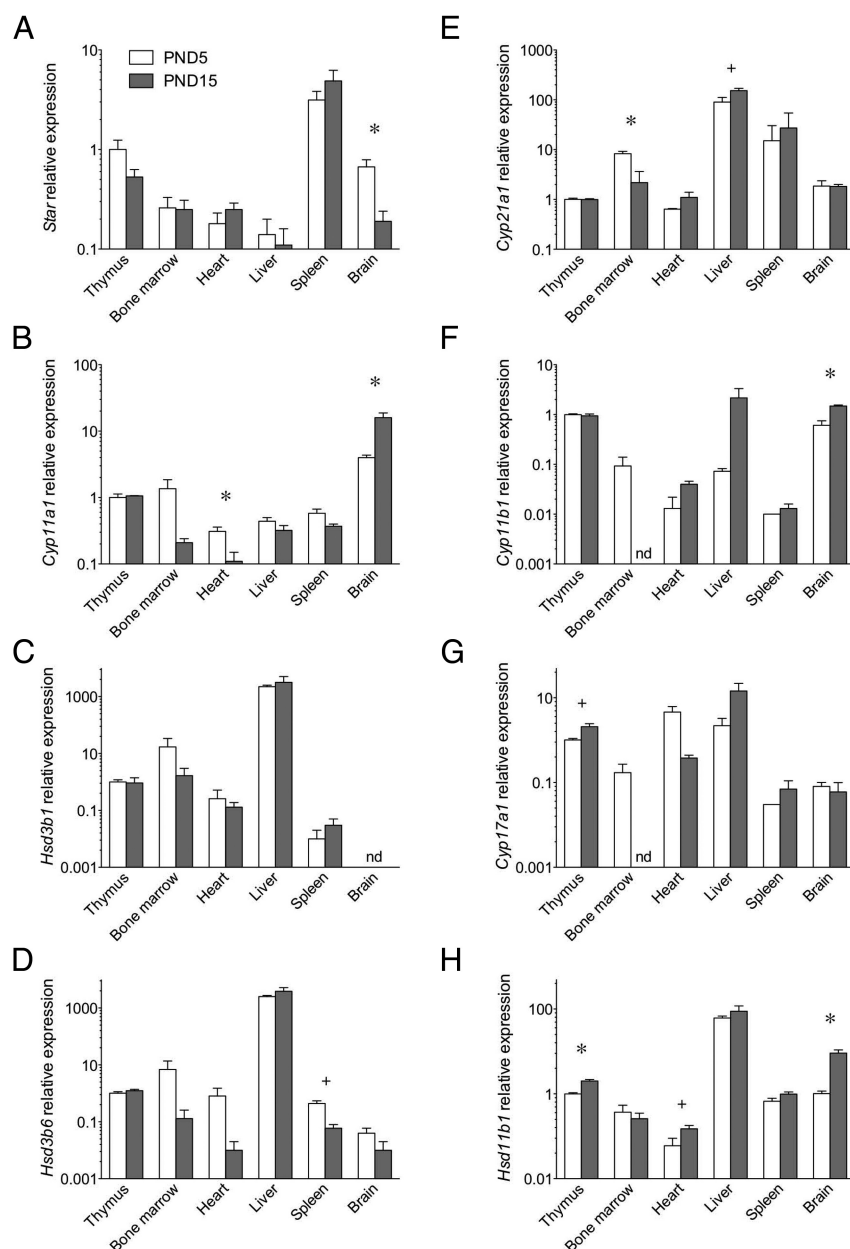 A
Star relative expression
10
1
0.1
PND5
PND15
*
Thymus
Bone marrow
Heart
Liver
Spleen
Brain
B
Cyp11a1 relative expression
100
10
1
0.1
*
*
Thymus
Bone marrow
Heart
Liver
Spleen
Brain
C
Hsd3b1 relative expression
1000
10
0.1
0.001
nd
Thymus
Bone marrow
Heart
Liver
Spleen
Brain
D
Hsd3b6 relative expression
1000
10
0.1
0.001
+
Thymus
Bone marrow
Heart
Liver
Spleen
Brain
E
Cyp21a1 relative expression
1000
100
10
1
0.1
*
+
Thymus
Bone marrow
Heart
Liver
Spleen
Brain
F
Cyp11b1 relative expression
10
1
0.1
0.01
0.001
nd
*
Thymus
Bone marrow
Heart
Liver
Spleen
Brain
G
Cyp17a1 relative expression
10
0.1
0.001
+
nd
Thymus
Bone marrow
Heart
Liver
Spleen
Brain
H
Hsd11b1 relative expression
100
1
0.01
*
+
*
Thymus
Bone marrow
Heart
Liver
Spleen
Brain